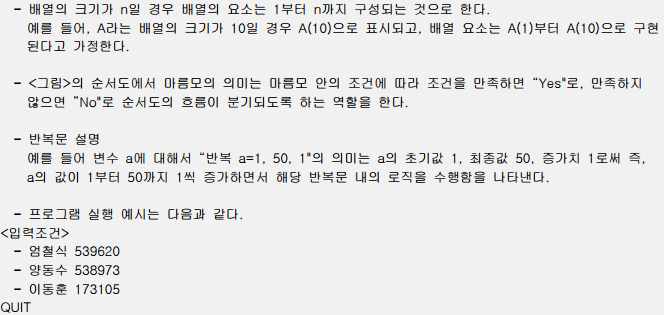 - 배열의 크기가 n일 경우 배열의 요소는 1부터 n까지 구성되는 것으로 한다.
예를 들어, A라는 배열의 크기가 10일 경우 A(10)으로 표시되고, 배열 요소는 A(1)부터 A(10)으로 구현
된다고 가정한다.
- <그림>의 순서도에서 마름모의 의미는 마름모 안의 조건에 따라 조건을 만족하면 “Yes"로, 만족하지
않으면 "No"로 순서도의 흐름이 분기되도록 하는 역할을 한다.
- 반복문 설명
예를 들어 변수 a에 대해서 “반복 a=1, 50, 1"의 의미는 a의 초기값 1, 최종값 50, 증가치 1로써 즉,
a의 값이 1부터 50까지 1씩 증가하면서 해당 반복문 내의 로직을 수행함을 나타낸다.
- 프로그램 실행 예시는 다음과 같다.
<입력조건>
- 엄철식 539620
- 양동수 538973
- 이동훈 173105
QUIT